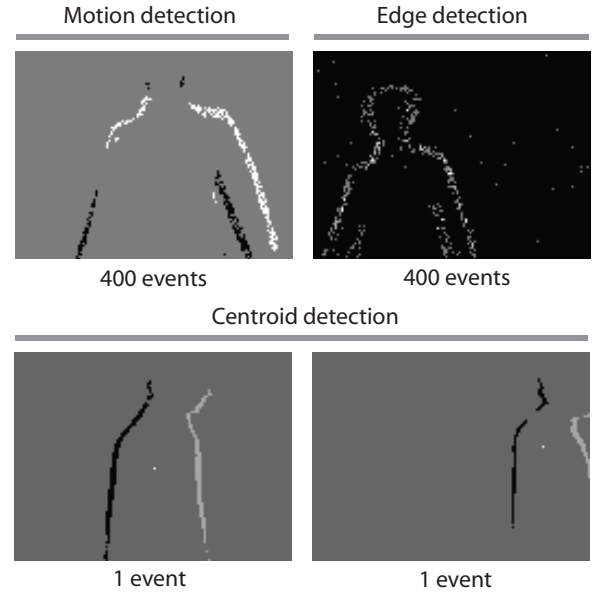 Motion detection
Edge detection
400 events
400 events
Centroid detection
1 event
1 event